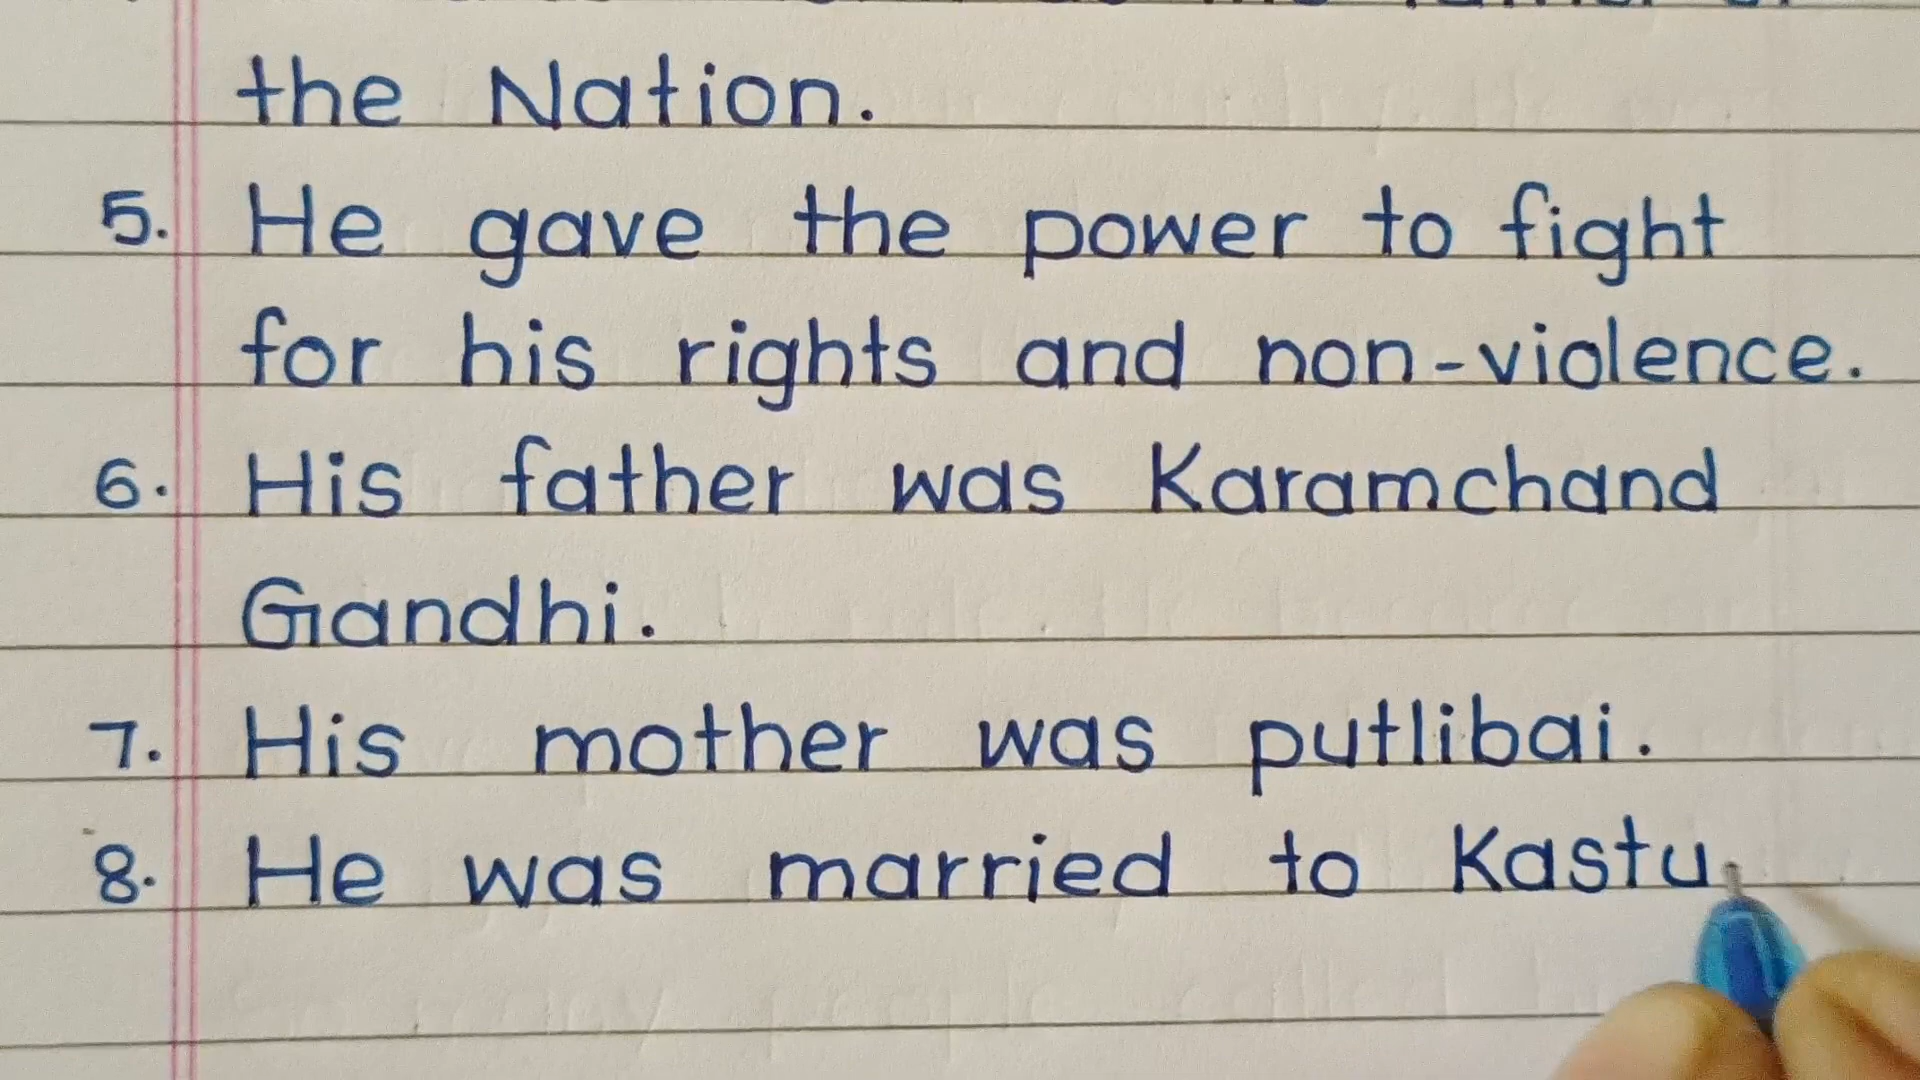 the Nation.
5. He gave the power to fight
for his rights and non-violence.
6. His father was Karamchand
Gandhi.
7. His mother was putlibai.
8. He was married to Kastu